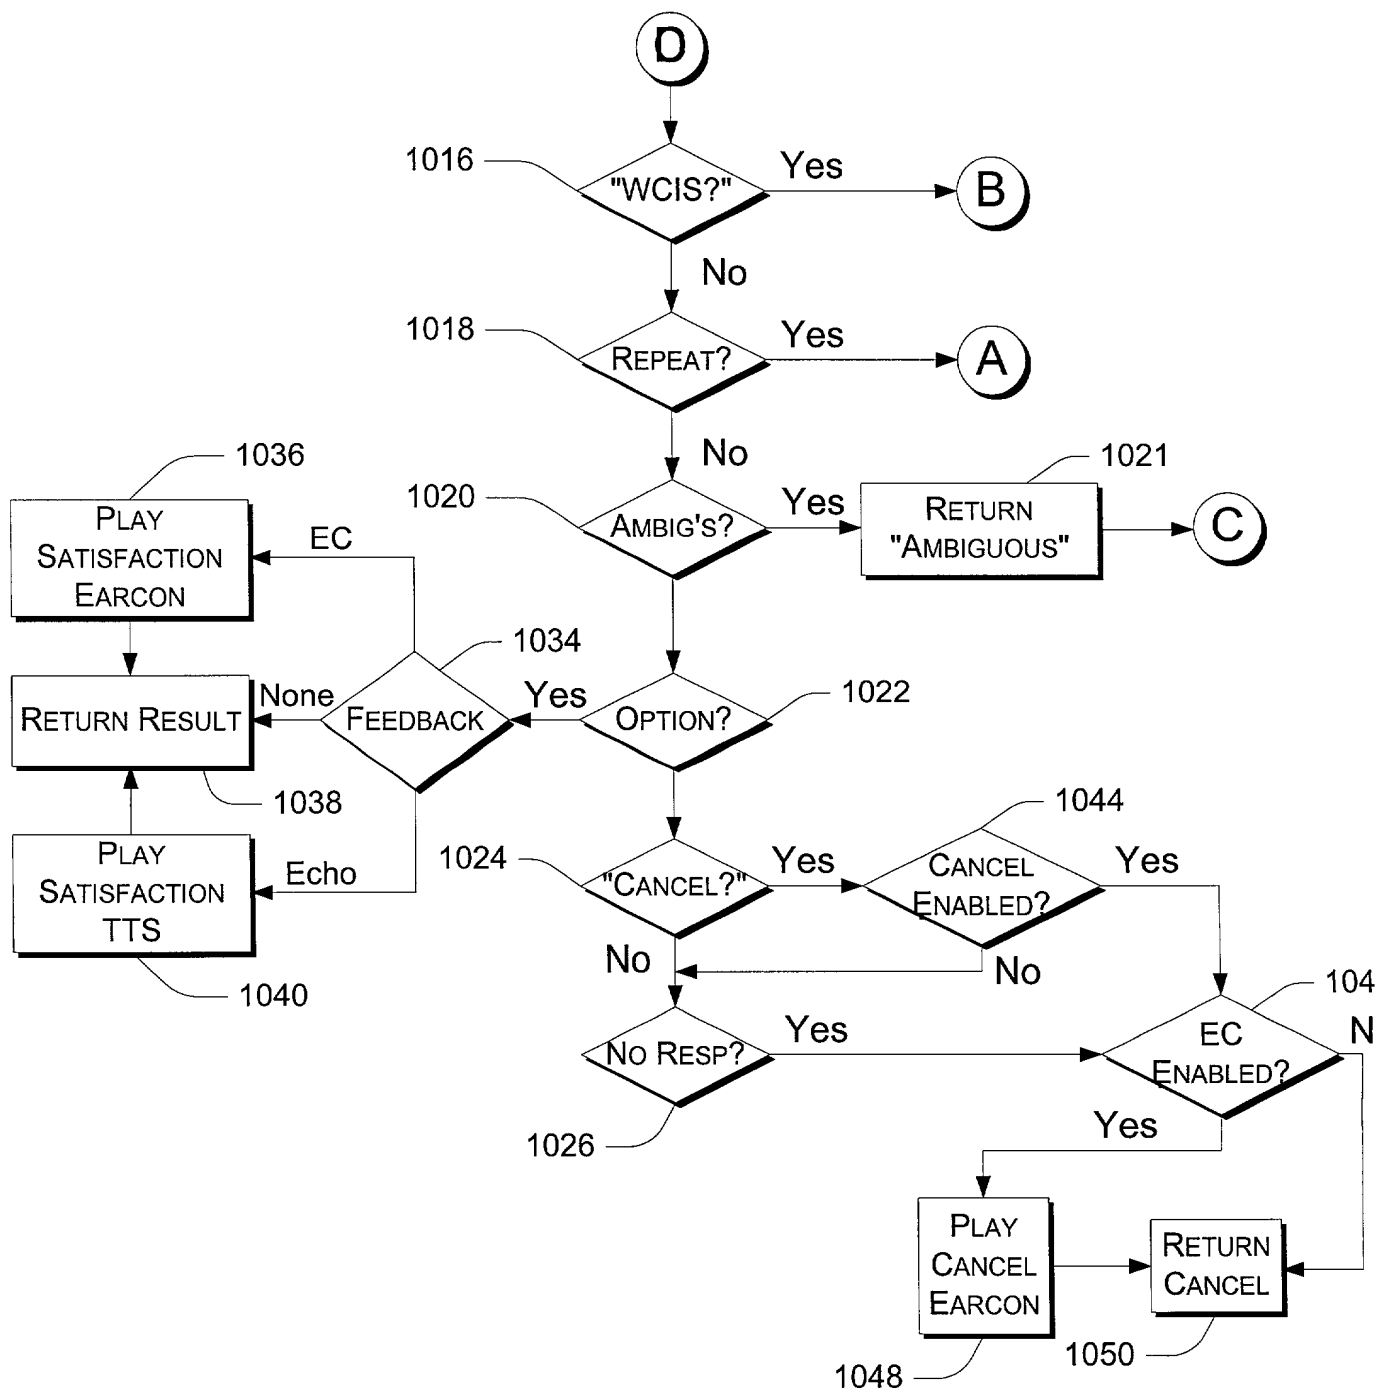 D
1016
"WCIS?"
Yes
B
No
1018
REPEAT?
Yes
A
No
1036
1020
AMBIG'S?
Yes
1021
RETURN
"AMBIGUOUS"
C
PLAY
SATISFACTION
EARCON
EC
1034
None
RETURN RESULT
FEEDBACK
Yes
OPTION?
1022
1038
PLAY
SATISFACTION
TTS
Echo
1040
1024
"CANCEL?"
Yes
1044
CANCEL
ENABLED?
Yes
No
No
104
NO RESP?
Yes
EC
ENABLED?
N
1026
Yes
PLAY
CANCEL
EARCON
RETURN
CANCEL
1048
1050